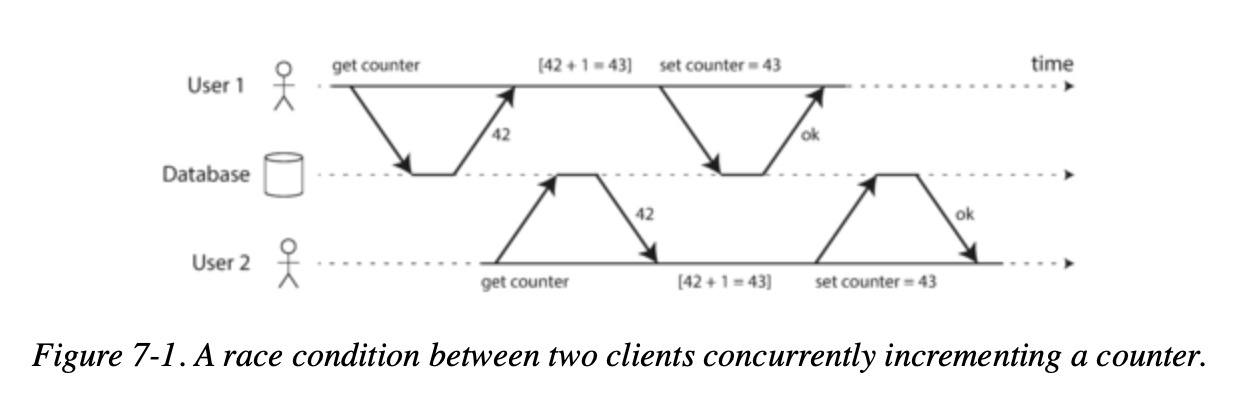 get counter [42 + 1 = 43] set counter = 43 time
User 1
42 ok
Database
42 ok
User 2
get counter [42 + 1 = 43] set counter = 43
Figure 7-1. A race condition between two clients concurrently incrementing a counter.